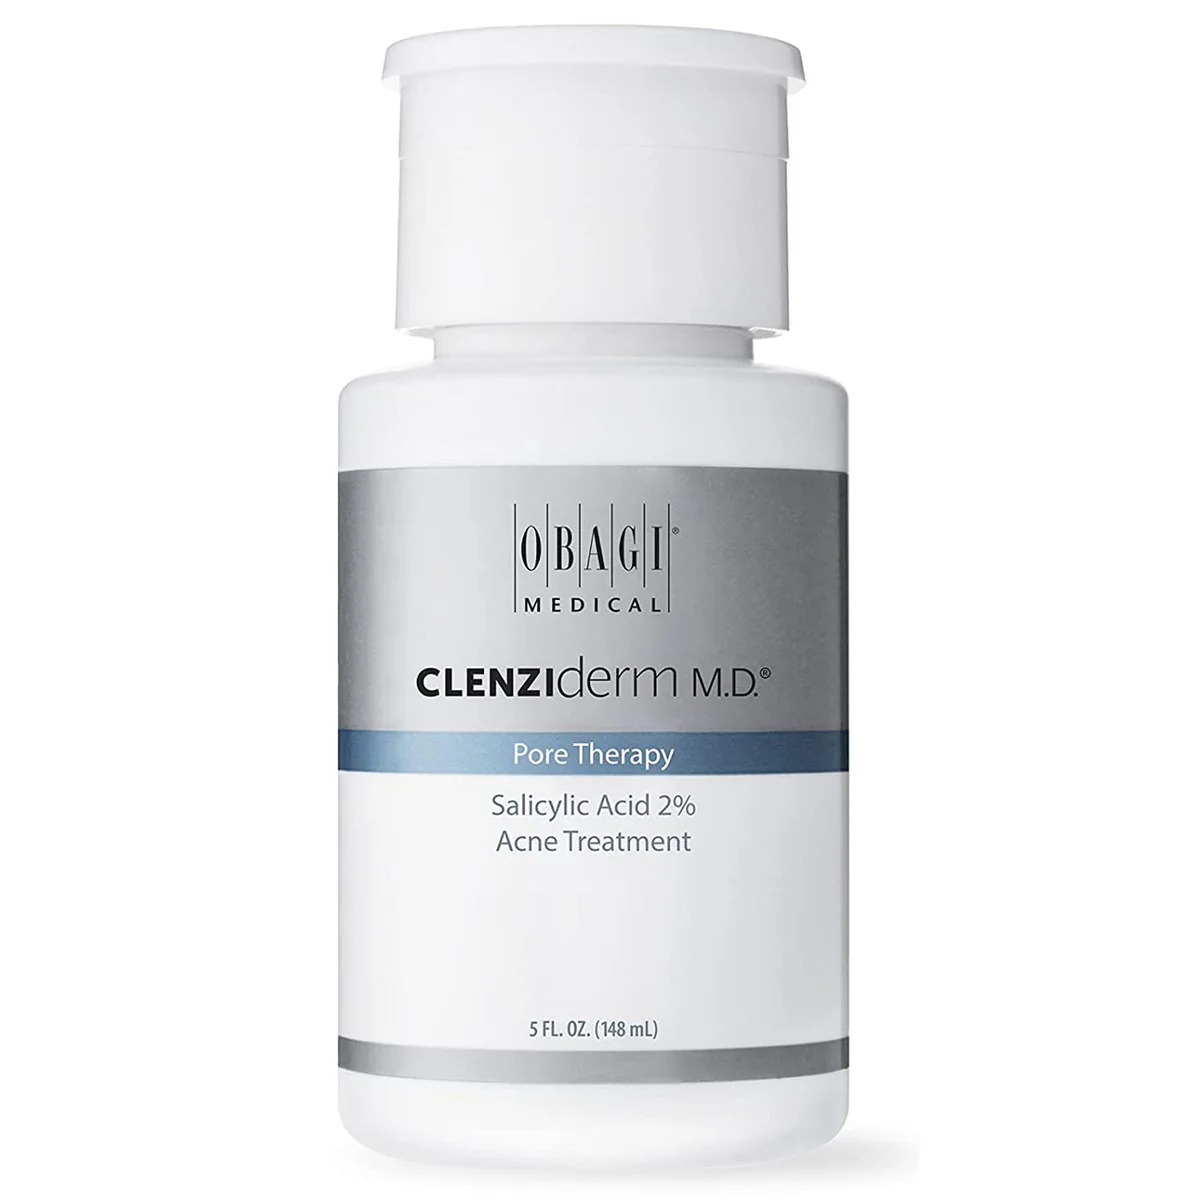 OBAGI®
MEDICAL
CLENZIderm M.D.®
Pore Therapy
Salicylic Acid 2%
Acne Treatment
5 FL. OZ. (148 mL)